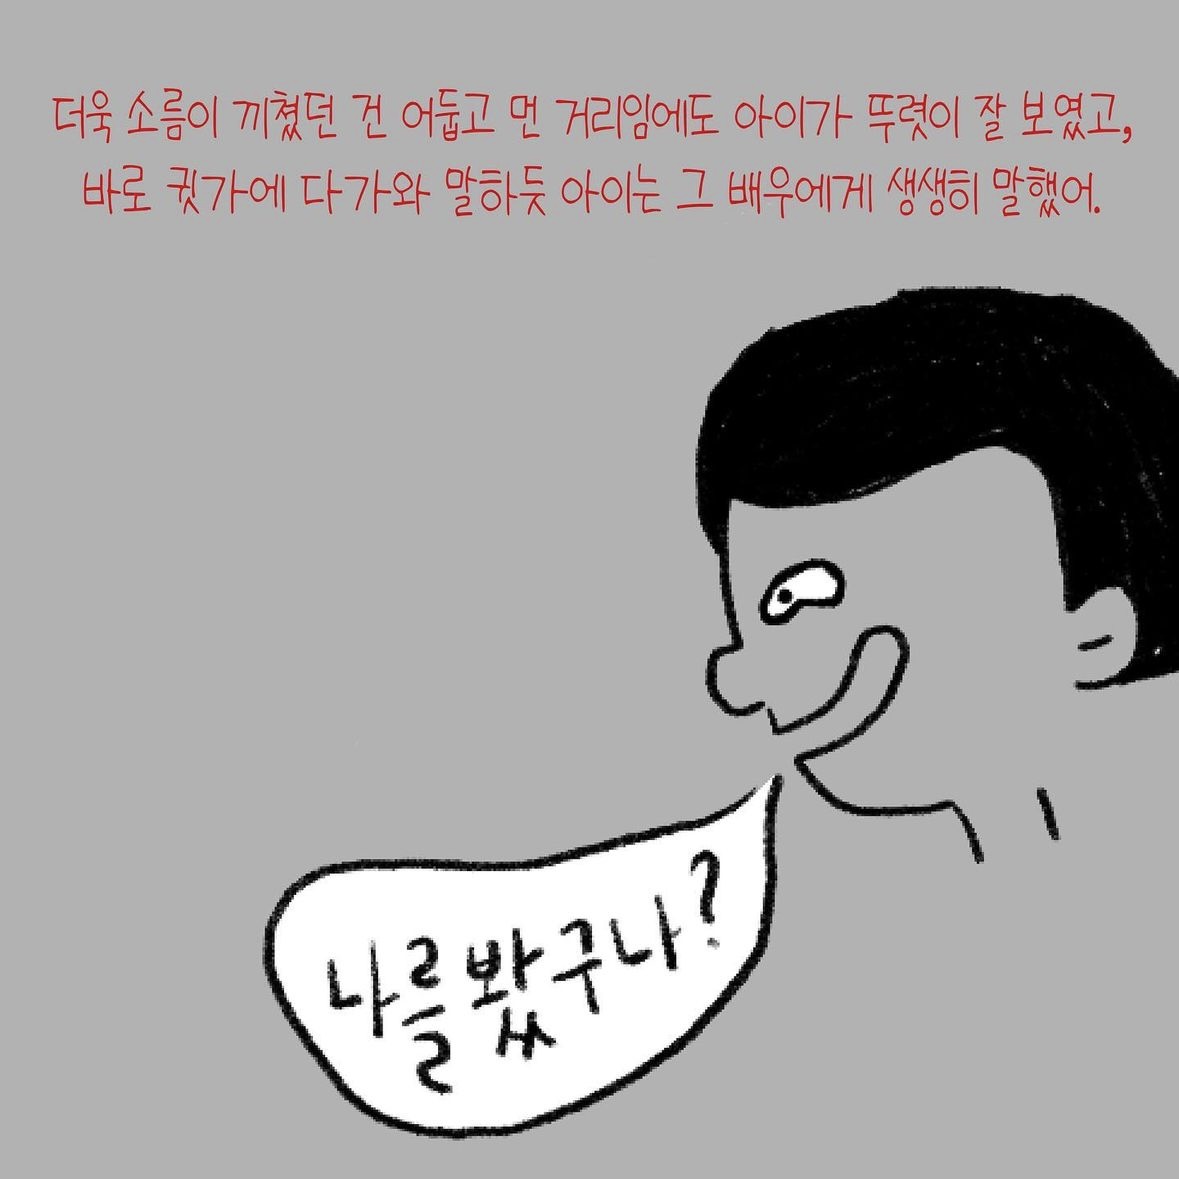 더욱 소름이 끼쳤던 건 어둡고 먼 거리임에도 아이가 뚜렷이 잘 보였고,
바로 귓가에 다가와 말하듯 아이는 그 배우에게 생생히 말했어.
나를 봤구나?